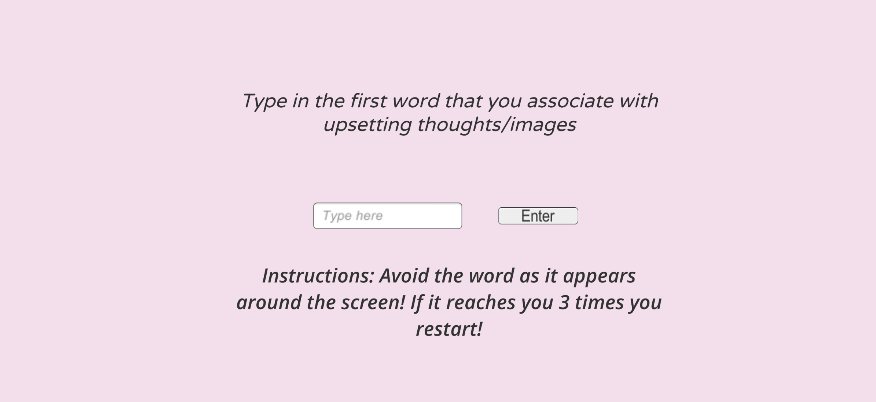 Type in the first word that you associate with
upsetting thoughts/images
Type here
Enter
Instructions: Avoid the word as it appears
around the screen! If it reaches you 3 times you
restart!